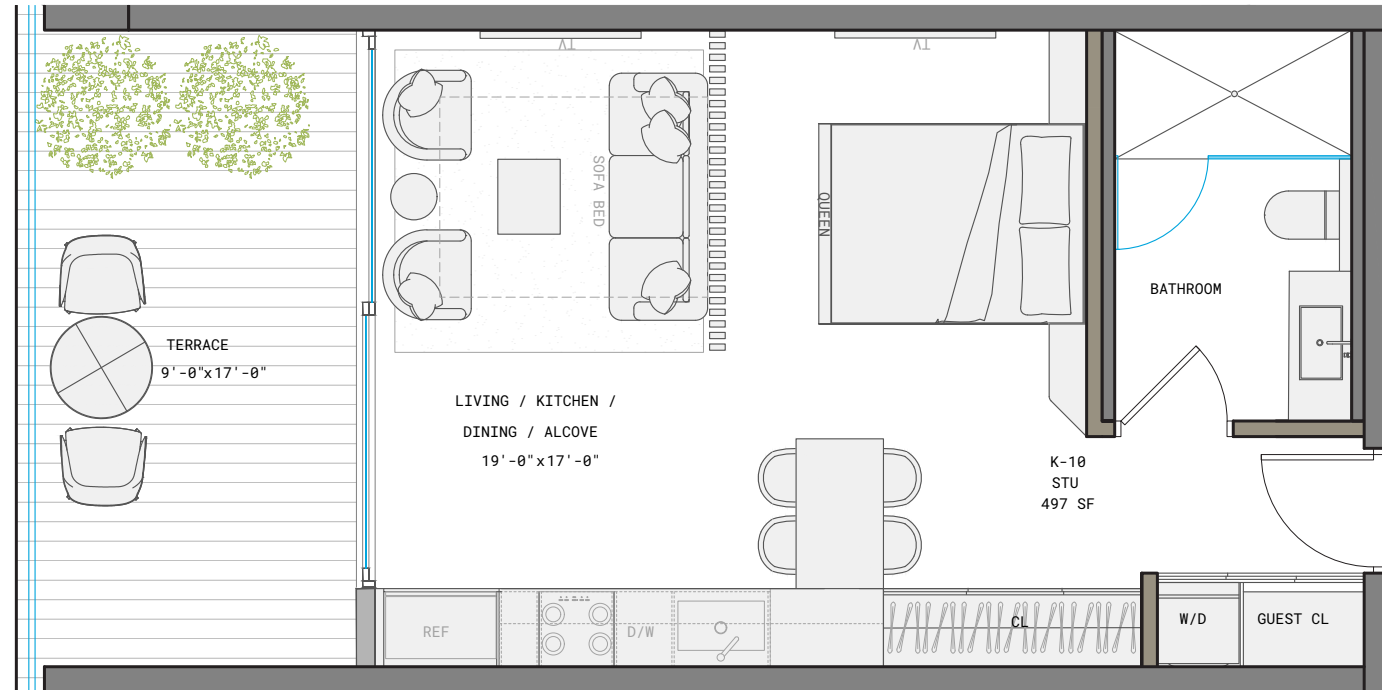 TV
TV
SOFA BED
QUEEN
BATHROOM
TERRACE
9'-0"x17'-0"
LIVING / KITCHEN /
DINING / ALCOVE
19'-0"x17'-0"
K-10
STU
497 SF
REF
D/W
CL
W/D
GUEST CL